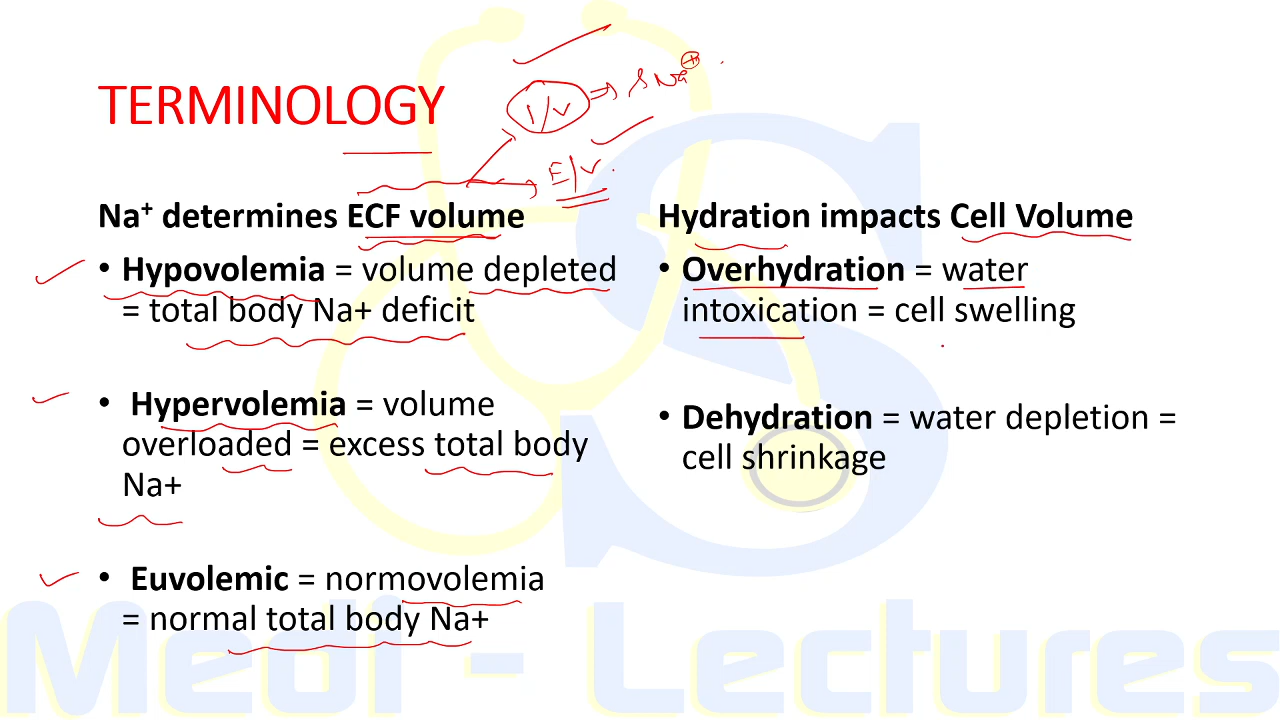 TERMINOLOGY
I/V ⇒ S Na⊕
E/V
Na⁺ determines ECF volume
• Hypovolemia = volume depleted
= total body Na+ deficit
• Hypervolemia = volume
overloaded = excess total body
Na+
• Euvolemic = normovolemia
= normal total body Na+
Hydration impacts Cell Volume
• Overhydration = water
intoxication = cell swelling
• Dehydration = water depletion =
cell shrinkage
Medi - Lectures